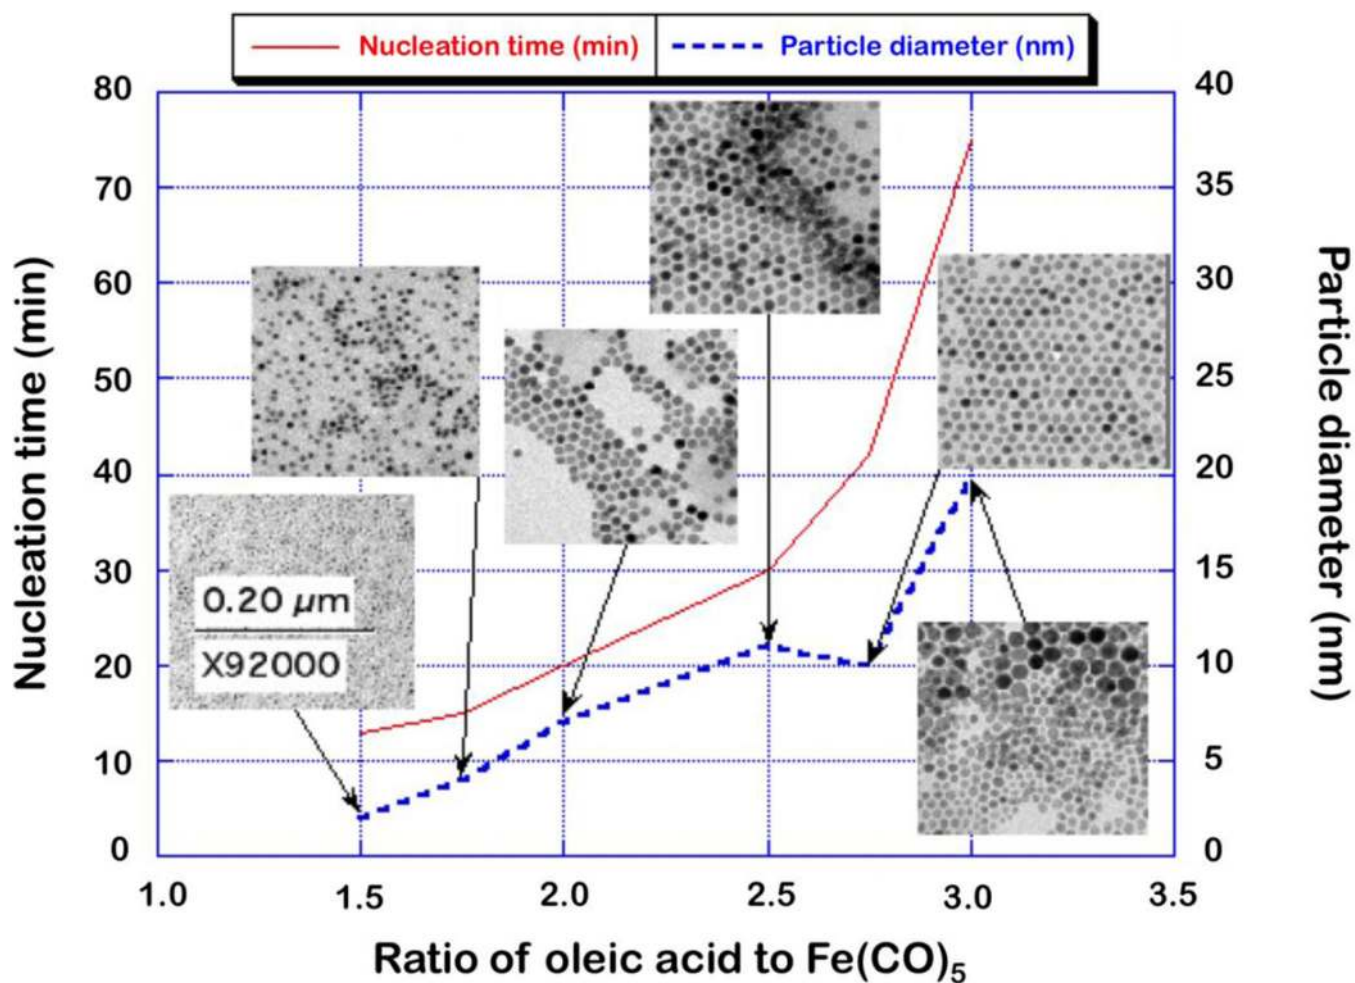 Nucleation time (min) Particle diameter (nm)
80
70
60
50
40
30
20
10
0
Nucleation time (min)
40
35
30
25
20
15
10
5
0
Particle diameter (nm)
0.20 µm
X92000
1.0 1.5 2.0 2.5 3.0 3.5
Ratio of oleic acid to Fe(CO)₅